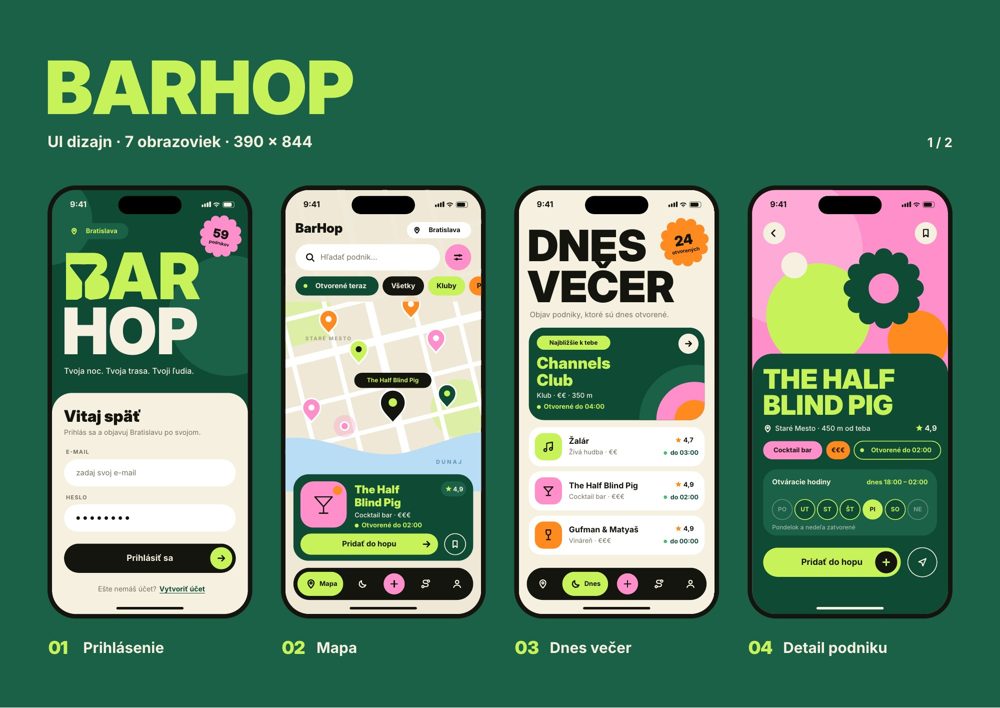 BARHOP
UI dizajn · 7 obrazoviek · 390 × 844
1 / 2
9:41
Bratislava
59
podnikov
BAR
HOP
Tvoja noc. Tvoja trasa. Tvoji ľudia.
Vitaj späť
Prihlás sa a objavuj Bratislavu po svojom.
E-MAIL
zadaj svoj e-mail
HESLO
••••••••
Prihlásiť sa
Ešte nemáš účet? Vytvoriť účet
01 Prihlásenie
9:41
BarHop
Bratislava
Hľadať podnik...
Otvorené teraz
Všetky
Kluby
P
STARÉ MESTO
The Half Blind Pig
DUNAJ
The Half
Blind Pig
★ 4,9
Cocktail bar · €€€
Otvorené do 02:00
Pridať do hopu
Mapa
02 Mapa
9:41
DNES
VEČER
24
otvorených
Objav podniky, ktoré sú dnes otvorené.
Najbližšie k tebe
Channels
Club
Klub · €€ · 350 m
Otvorené do 04:00
Žalár
★ 4,7
Živá hudba · €€
do 03:00
The Half Blind Pig
★ 4,9
Cocktail bar · €€€
do 02:00
Gufman & Matyaš
★ 4,9
Vináreň · €€€
do 00:00
Dnes
03 Dnes večer
9:41
THE HALF
BLIND PIG
Staré Mesto · 450 m od teba
★ 4,9
Cocktail bar
€€€
Otvorené do 02:00
Otváracie hodiny
dnes 18:00 – 02:00
PO UT ST ŠT PI SO NE
Pondelok a nedeľa zatvorené
Pridať do hopu
04 Detail podniku